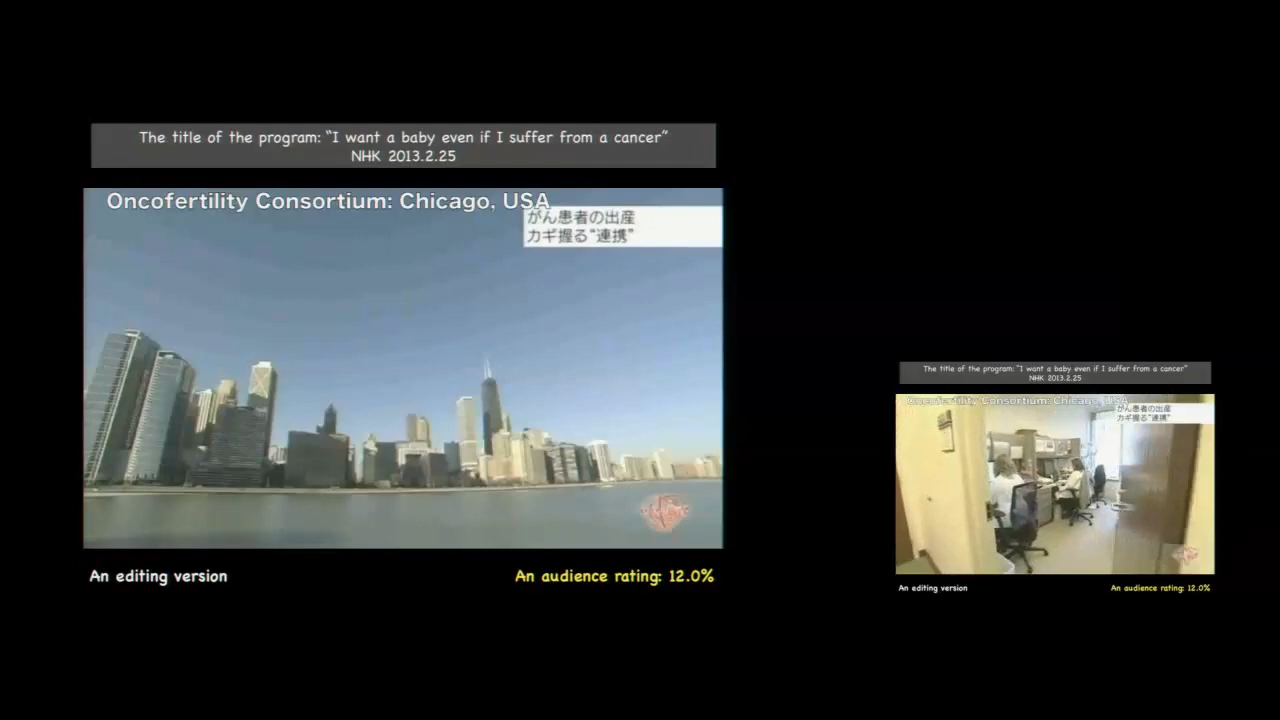 The title of the program: “I want a baby even if I suffer from a cancer”
NHK 2013.2.25
Oncofertility Consortium: Chicago, USA
がん患者の出産
カギ握る“連携”
An editing version
An audience rating: 12.0%
The title of the program: “I want a baby even if I suffer from a cancer”
NHK 2013.2.25
Oncofertility Consortium: Chicago, USA
がん患者の出産
カギ握る“連携”
An editing version
An audience rating: 12.0%